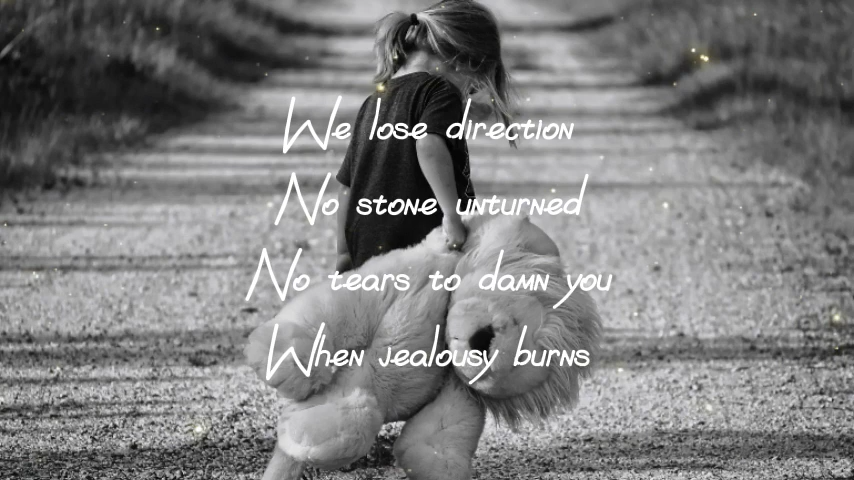 We lose direction
No stone unturned
No tears to damn you
When jealousy burns